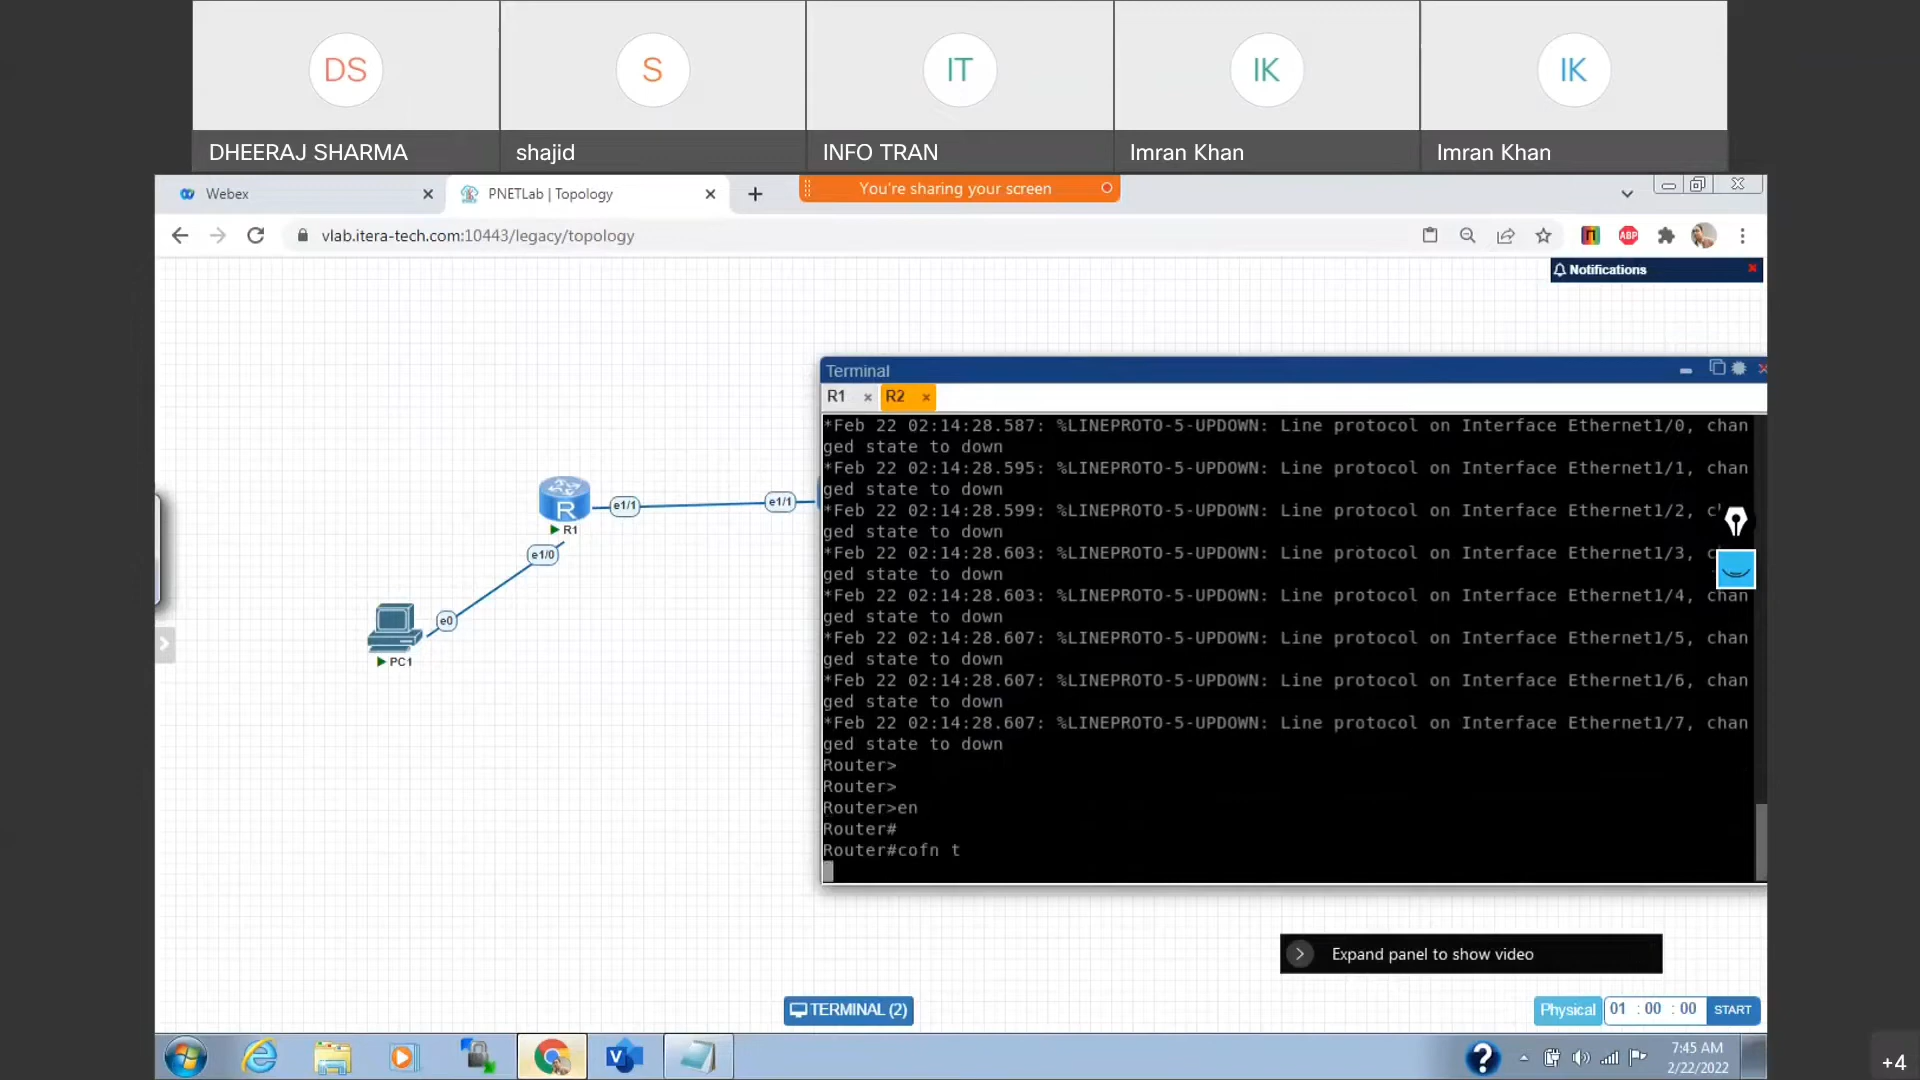 DS
S
IT
IK
IK
DHEERAJ SHARMA
shajid
INFO TRAN
Imran Khan
Imran Khan
Webex
PNETLab | Topology
You're sharing your screen
vlab.itera-tech.com:10443/legacy/topology
ABP
Notifications
Terminal
R1
R2
*Feb 22 02:14:28.587: %LINEPROTO-5-UPDOWN: Line protocol on Interface Ethernet1/0, chan
ged state to down
*Feb 22 02:14:28.595: %LINEPROTO-5-UPDOWN: Line protocol on Interface Ethernet1/1, chan
ged state to down
*Feb 22 02:14:28.599: %LINEPROTO-5-UPDOWN: Line protocol on Interface Ethernet1/2, c
ged state to down
*Feb 22 02:14:28.603: %LINEPROTO-5-UPDOWN: Line protocol on Interface Ethernet1/3, c
ged state to down
*Feb 22 02:14:28.603: %LINEPROTO-5-UPDOWN: Line protocol on Interface Ethernet1/4, chan
ged state to down
*Feb 22 02:14:28.607: %LINEPROTO-5-UPDOWN: Line protocol on Interface Ethernet1/5, chan
ged state to down
*Feb 22 02:14:28.607: %LINEPROTO-5-UPDOWN: Line protocol on Interface Ethernet1/6, chan
ged state to down
*Feb 22 02:14:28.607: %LINEPROTO-5-UPDOWN: Line protocol on Interface Ethernet1/7, chan
ged state to down
Router>
Router>
Router>en
Router#
Router#cofn t
R
R1
e1/1
e1/1
e1/0
e0
PC1
Expand panel to show video
TERMINAL (2)
Physical
01 : 00 : 00
START
7:45 AM
2/22/2022
+4